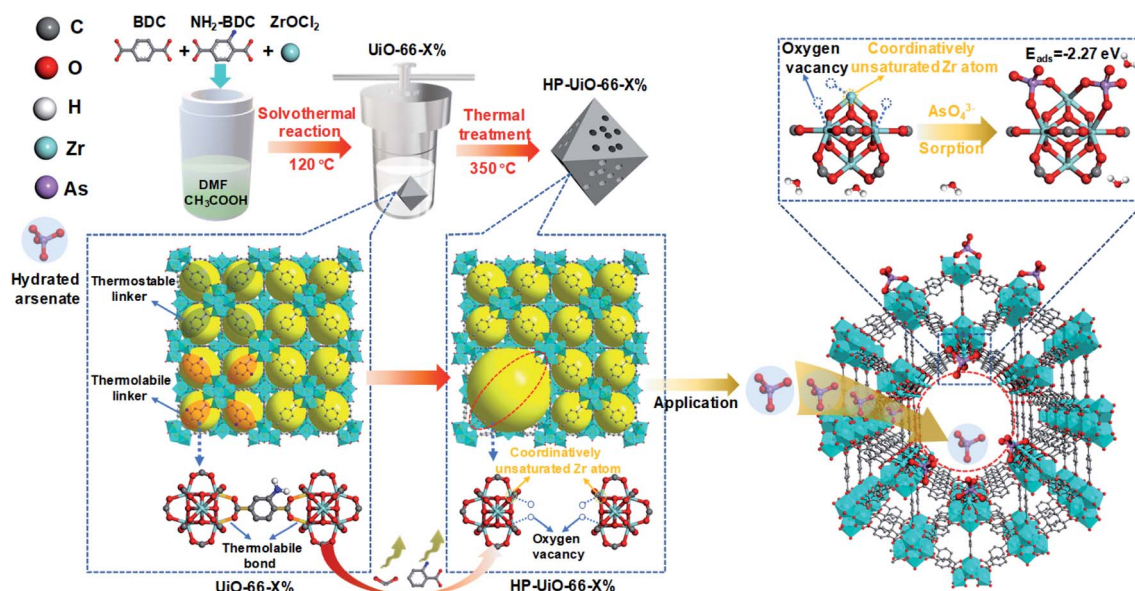 C
O
H
Zr
As
Hydrated
arsenate
BDC
NH₂-BDC
ZrOCl₂
+
+
DMF
CH₃COOH
Solvothermal
reaction
120 °C
UiO-66-X%
Thermal
treatment
350 °C
HP-UiO-66-X%
Oxygen
vacancy
Coordinatively
unsaturated Zr atom
E_ads=-2.27 eV
AsO₄³⁻
Sorption
Thermostable
linker
Thermolabile
linker
Application
Coordinatively
unsaturated Zr atom
Thermolabile
bond
Oxygen
vacancy
UiO-66-X%
HP-UiO-66-X%